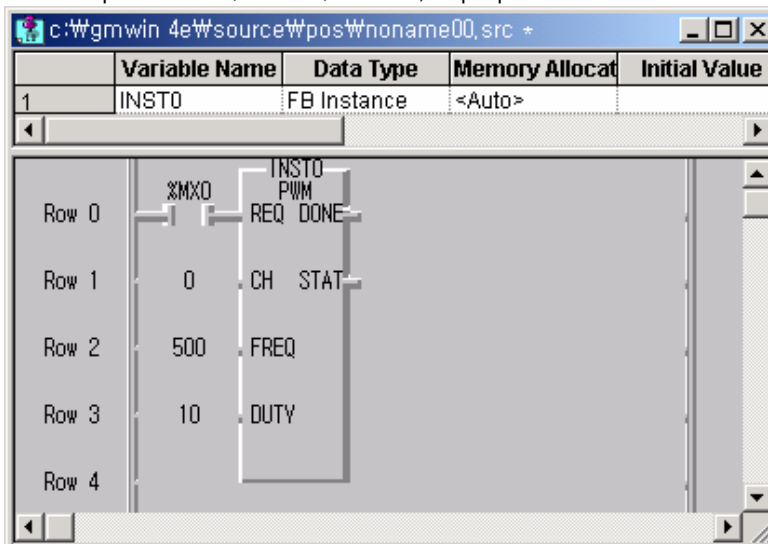 c:₩gmwin 4e₩source₩pos₩noname00,src *
Variable Name Data Type Memory Allocat Initial Value
1 INST0 FB Instance <Auto>
INST0
%MX0 PWM
Row 0 REQ DONE
Row 1 0 CH STAT
Row 2 500 FREQ
Row 3 10 DUTY
Row 4